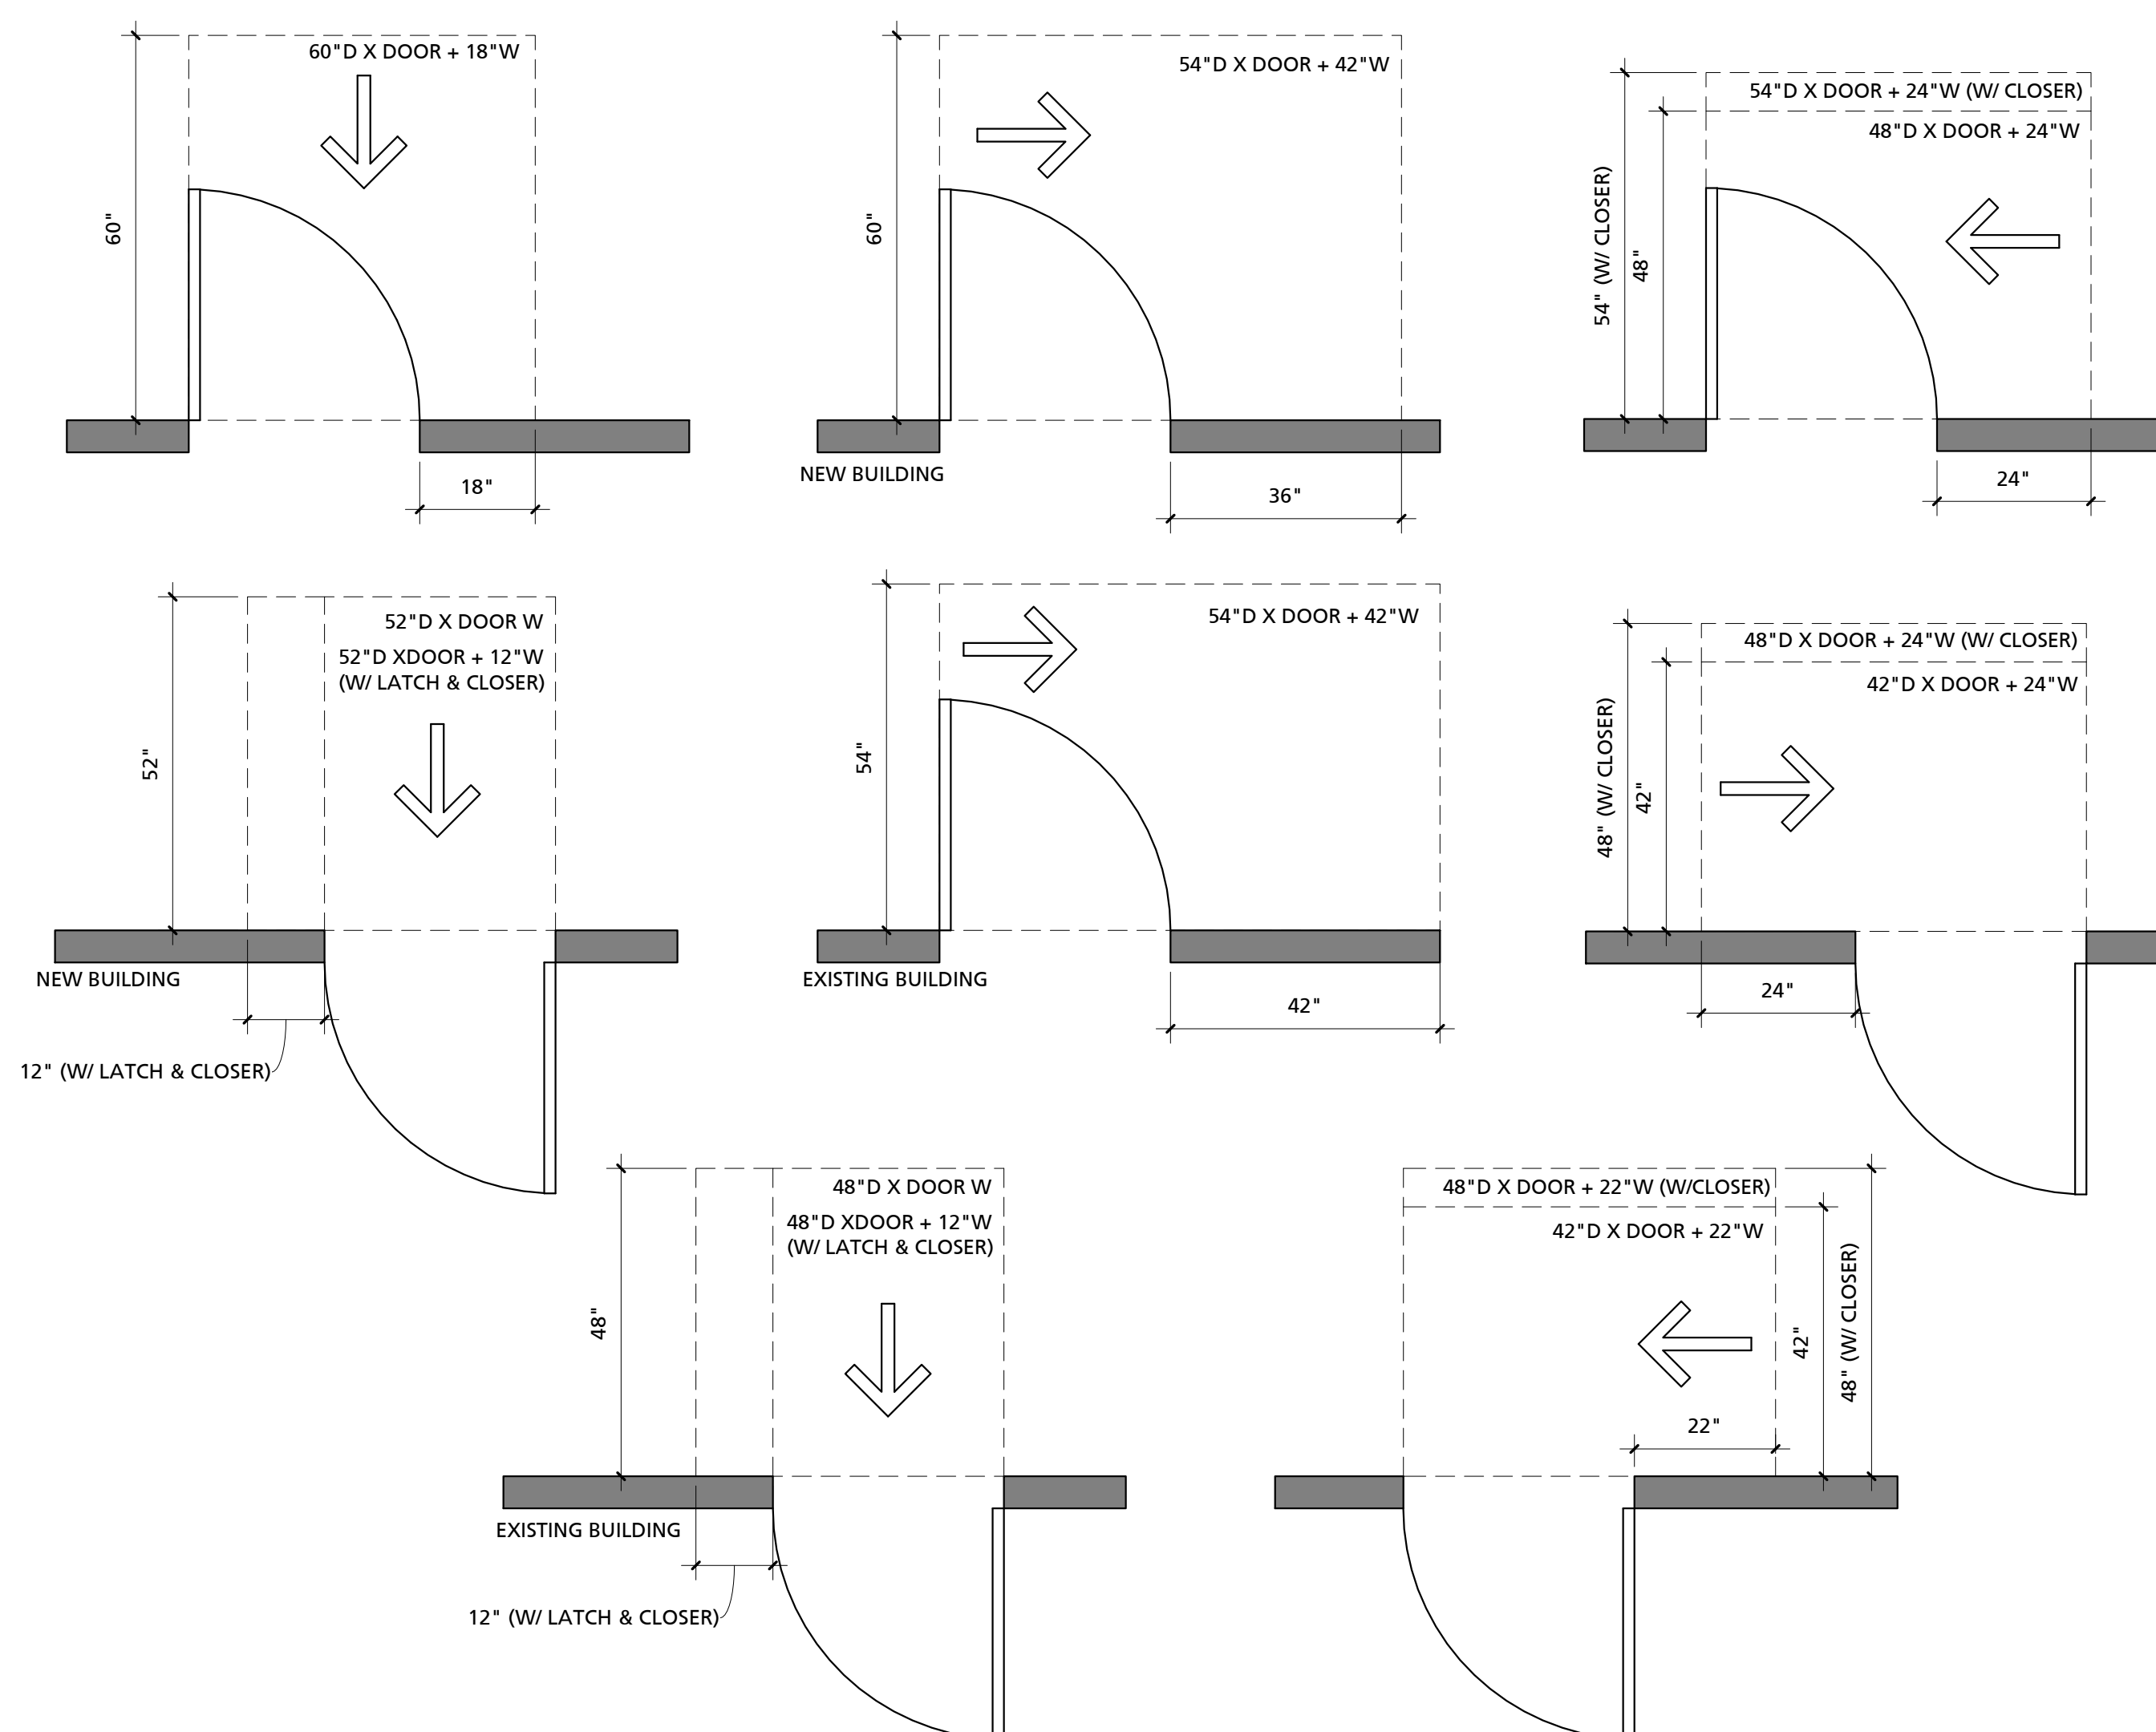 60"D X DOOR + 18"W
60"
18"
54"D X DOOR + 42"W
60"
NEW BUILDING
36"
54"D X DOOR + 24"W (W/ CLOSER)
48"D X DOOR + 24"W
54" (W/ CLOSER)
48"
24"
52"D X DOOR W
52"D XDOOR + 12"W
(W/ LATCH & CLOSER)
52"
NEW BUILDING
12" (W/ LATCH & CLOSER)
54"D X DOOR + 42"W
54"
EXISTING BUILDING
42"
48"D X DOOR + 24"W (W/ CLOSER)
42"D X DOOR + 24"W
48" (W/ CLOSER)
42"
24"
48"D X DOOR W
48"D XDOOR + 12"W
(W/ LATCH & CLOSER)
48"
EXISTING BUILDING
12" (W/ LATCH & CLOSER)
48"D X DOOR + 22"W (W/CLOSER)
42"D X DOOR + 22"W
42"
48" (W/ CLOSER)
22"